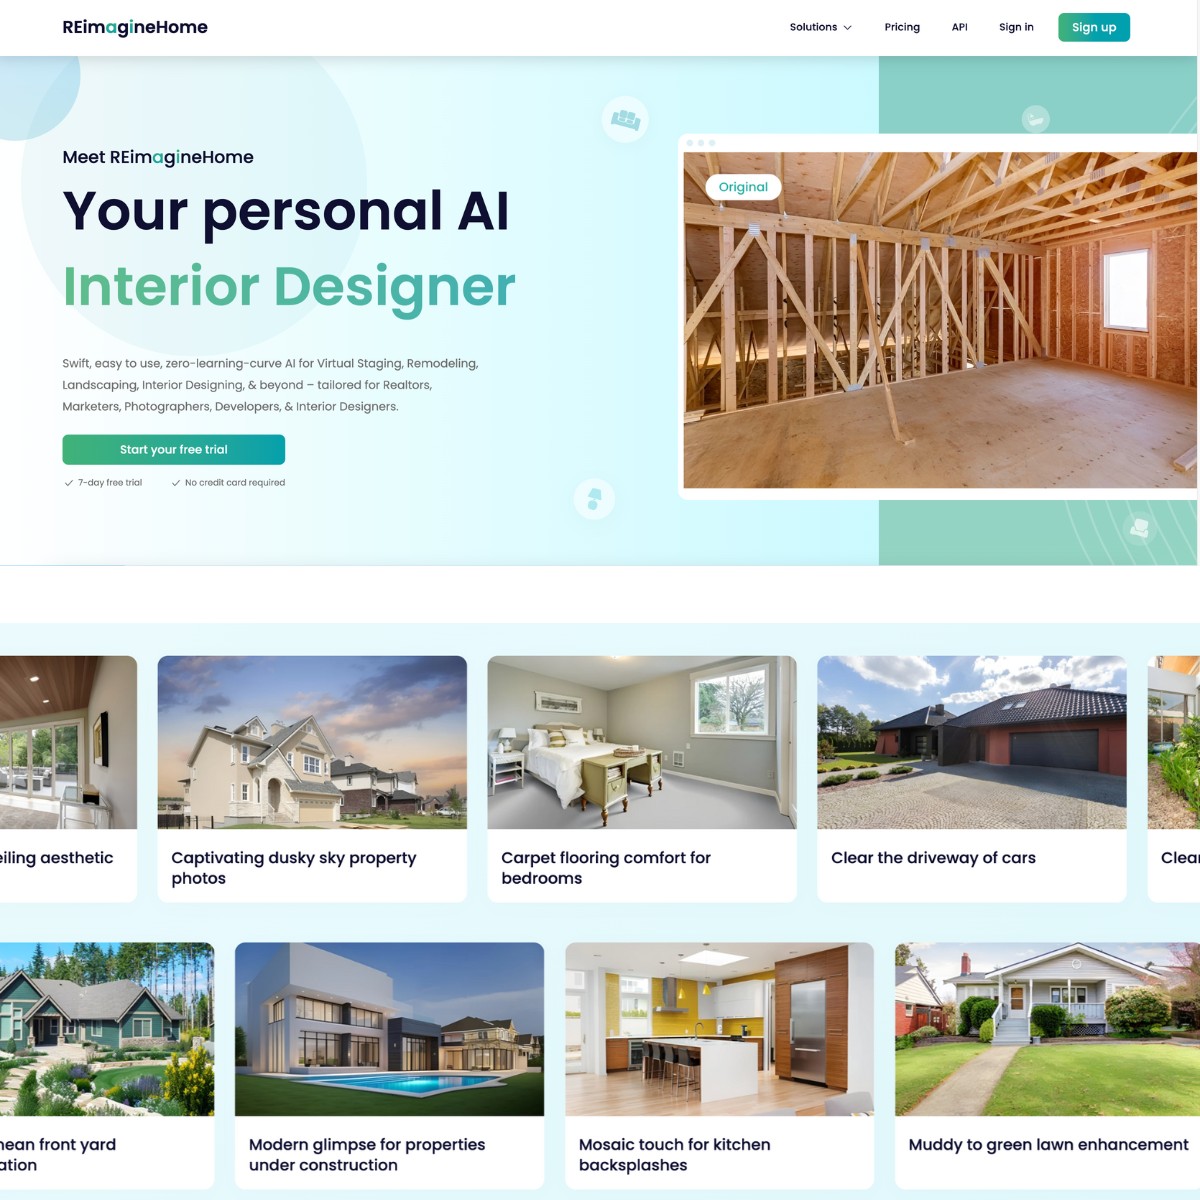 REimagineHome
Solutions
Pricing
API
Sign in
Sign up
Meet REimagineHome
Your personal AI
Interior Designer
Swift, easy to use, zero-learning-curve AI for Virtual Staging, Remodeling,
Landscaping, Interior Designing, & beyond – tailored for Realtors,
Marketers, Photographers, Developers, & Interior Designers.
Start your free trial
7-day free trial
No credit card required
Original
eiling aesthetic
Captivating dusky sky property
photos
Carpet flooring comfort for
bedrooms
Clear the driveway of cars
Clear
nean front yard
ation
Modern glimpse for properties
under construction
Mosaic touch for kitchen
backsplashes
Muddy to green lawn enhancement